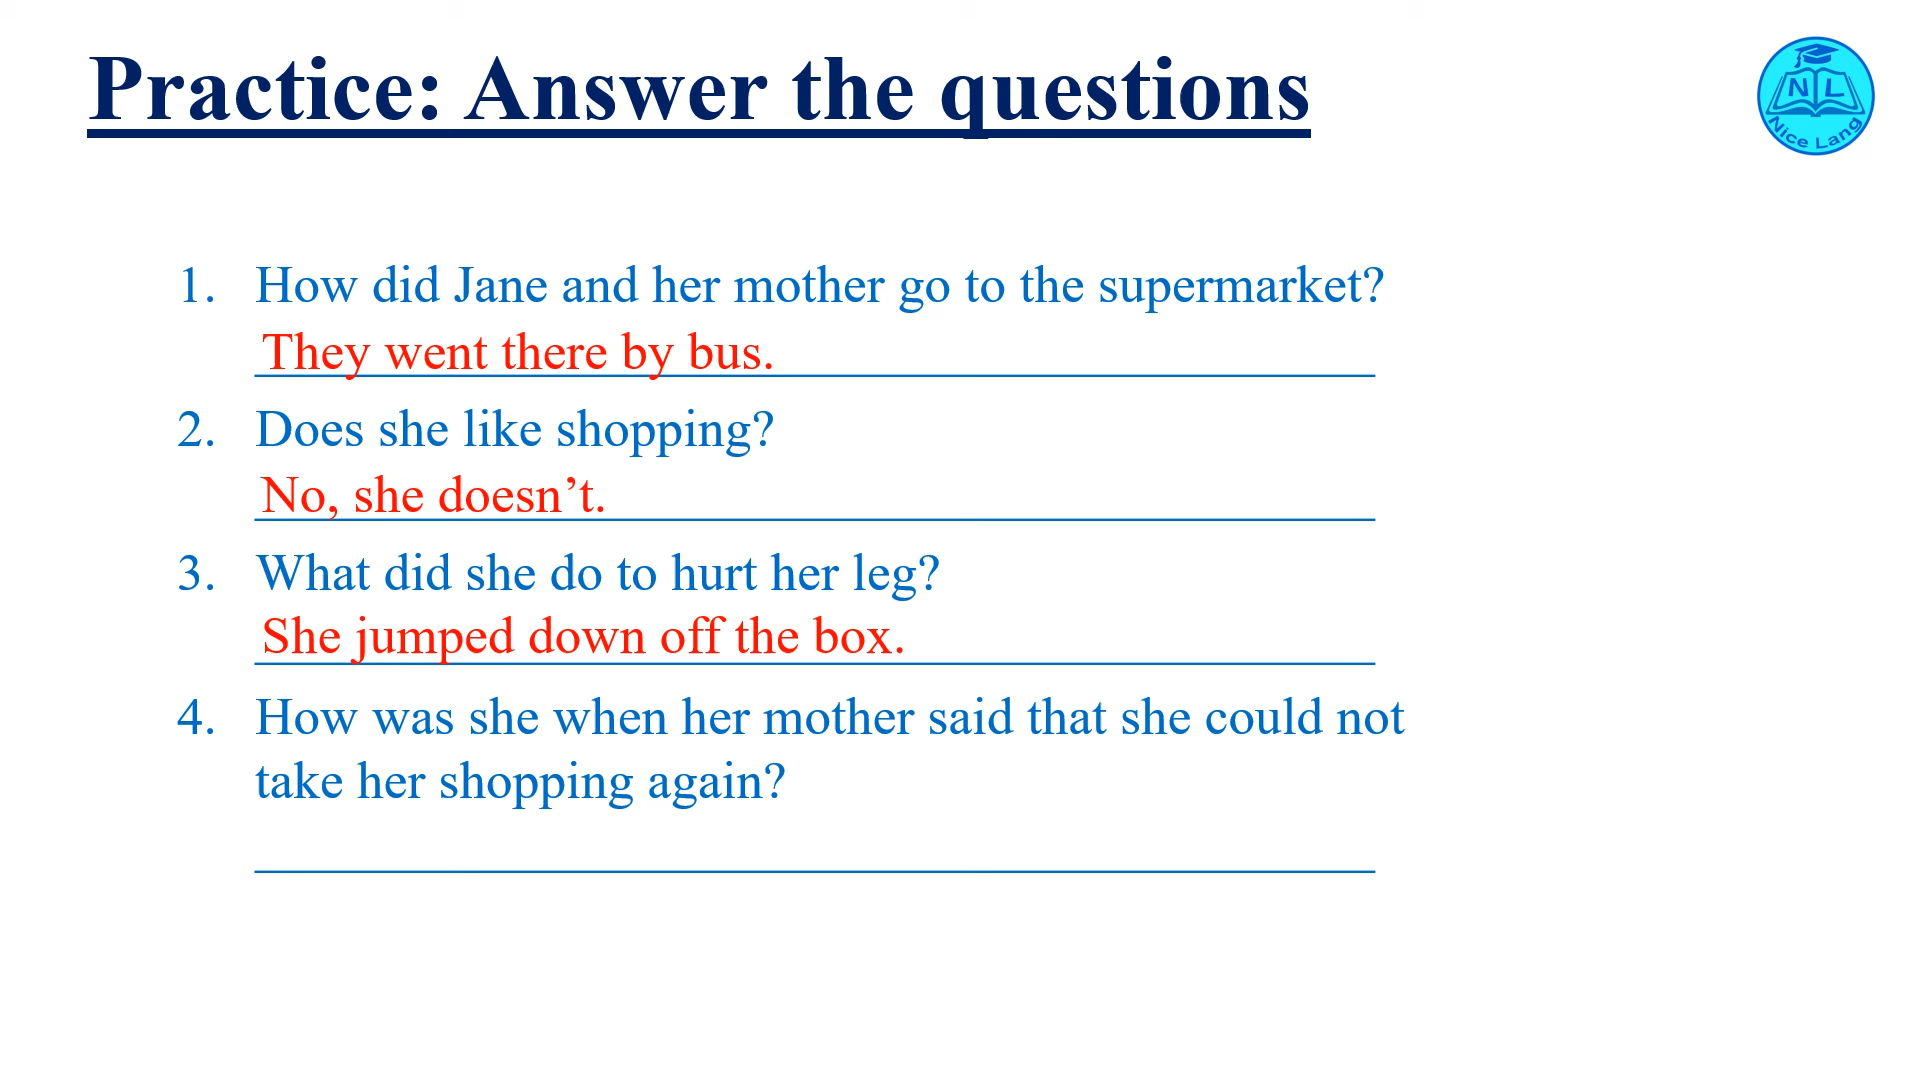 Practice: Answer the questions
N L
Nice Lang
1. How did Jane and her mother go to the supermarket?
They went there by bus.
2. Does she like shopping?
No, she doesn’t.
3. What did she do to hurt her leg?
She jumped down off the box.
4. How was she when her mother said that she could not
take her shopping again?